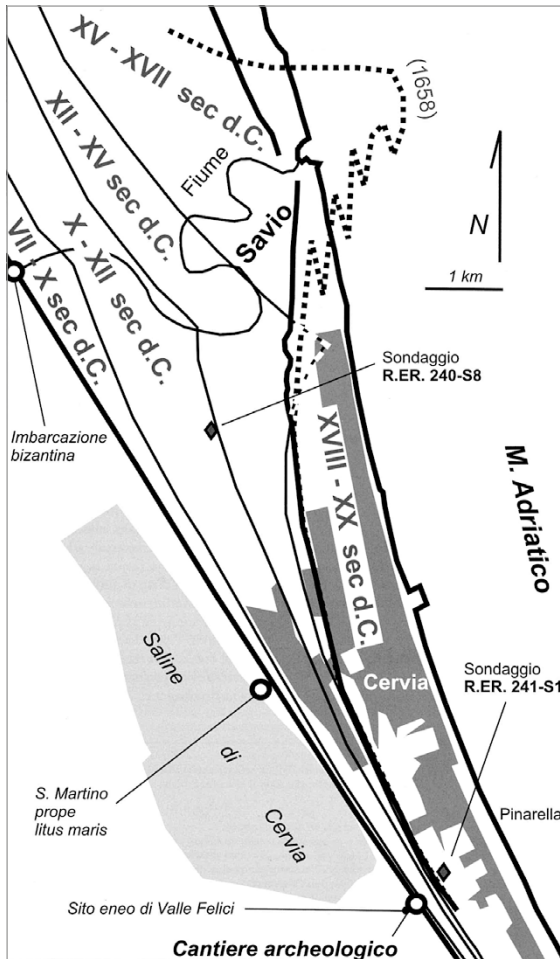 XV - XVII sec d.C.
(1658)
XII - XV sec d.C.
Fiume
Savio
X - XII sec d.C.
VII - X sec d.C.
N
1 km
Sondaggio
R.ER. 240-S8
Imbarcazione
bizantina
XVIII - XX sec d.C.
M. Adriatico
Saline
di
Cervia
Cervia
Sondaggio
R.ER. 241-S1
S. Martino
prope
litus maris
Pinarella
Sito eneo di Valle Felici
Cantiere archeologico